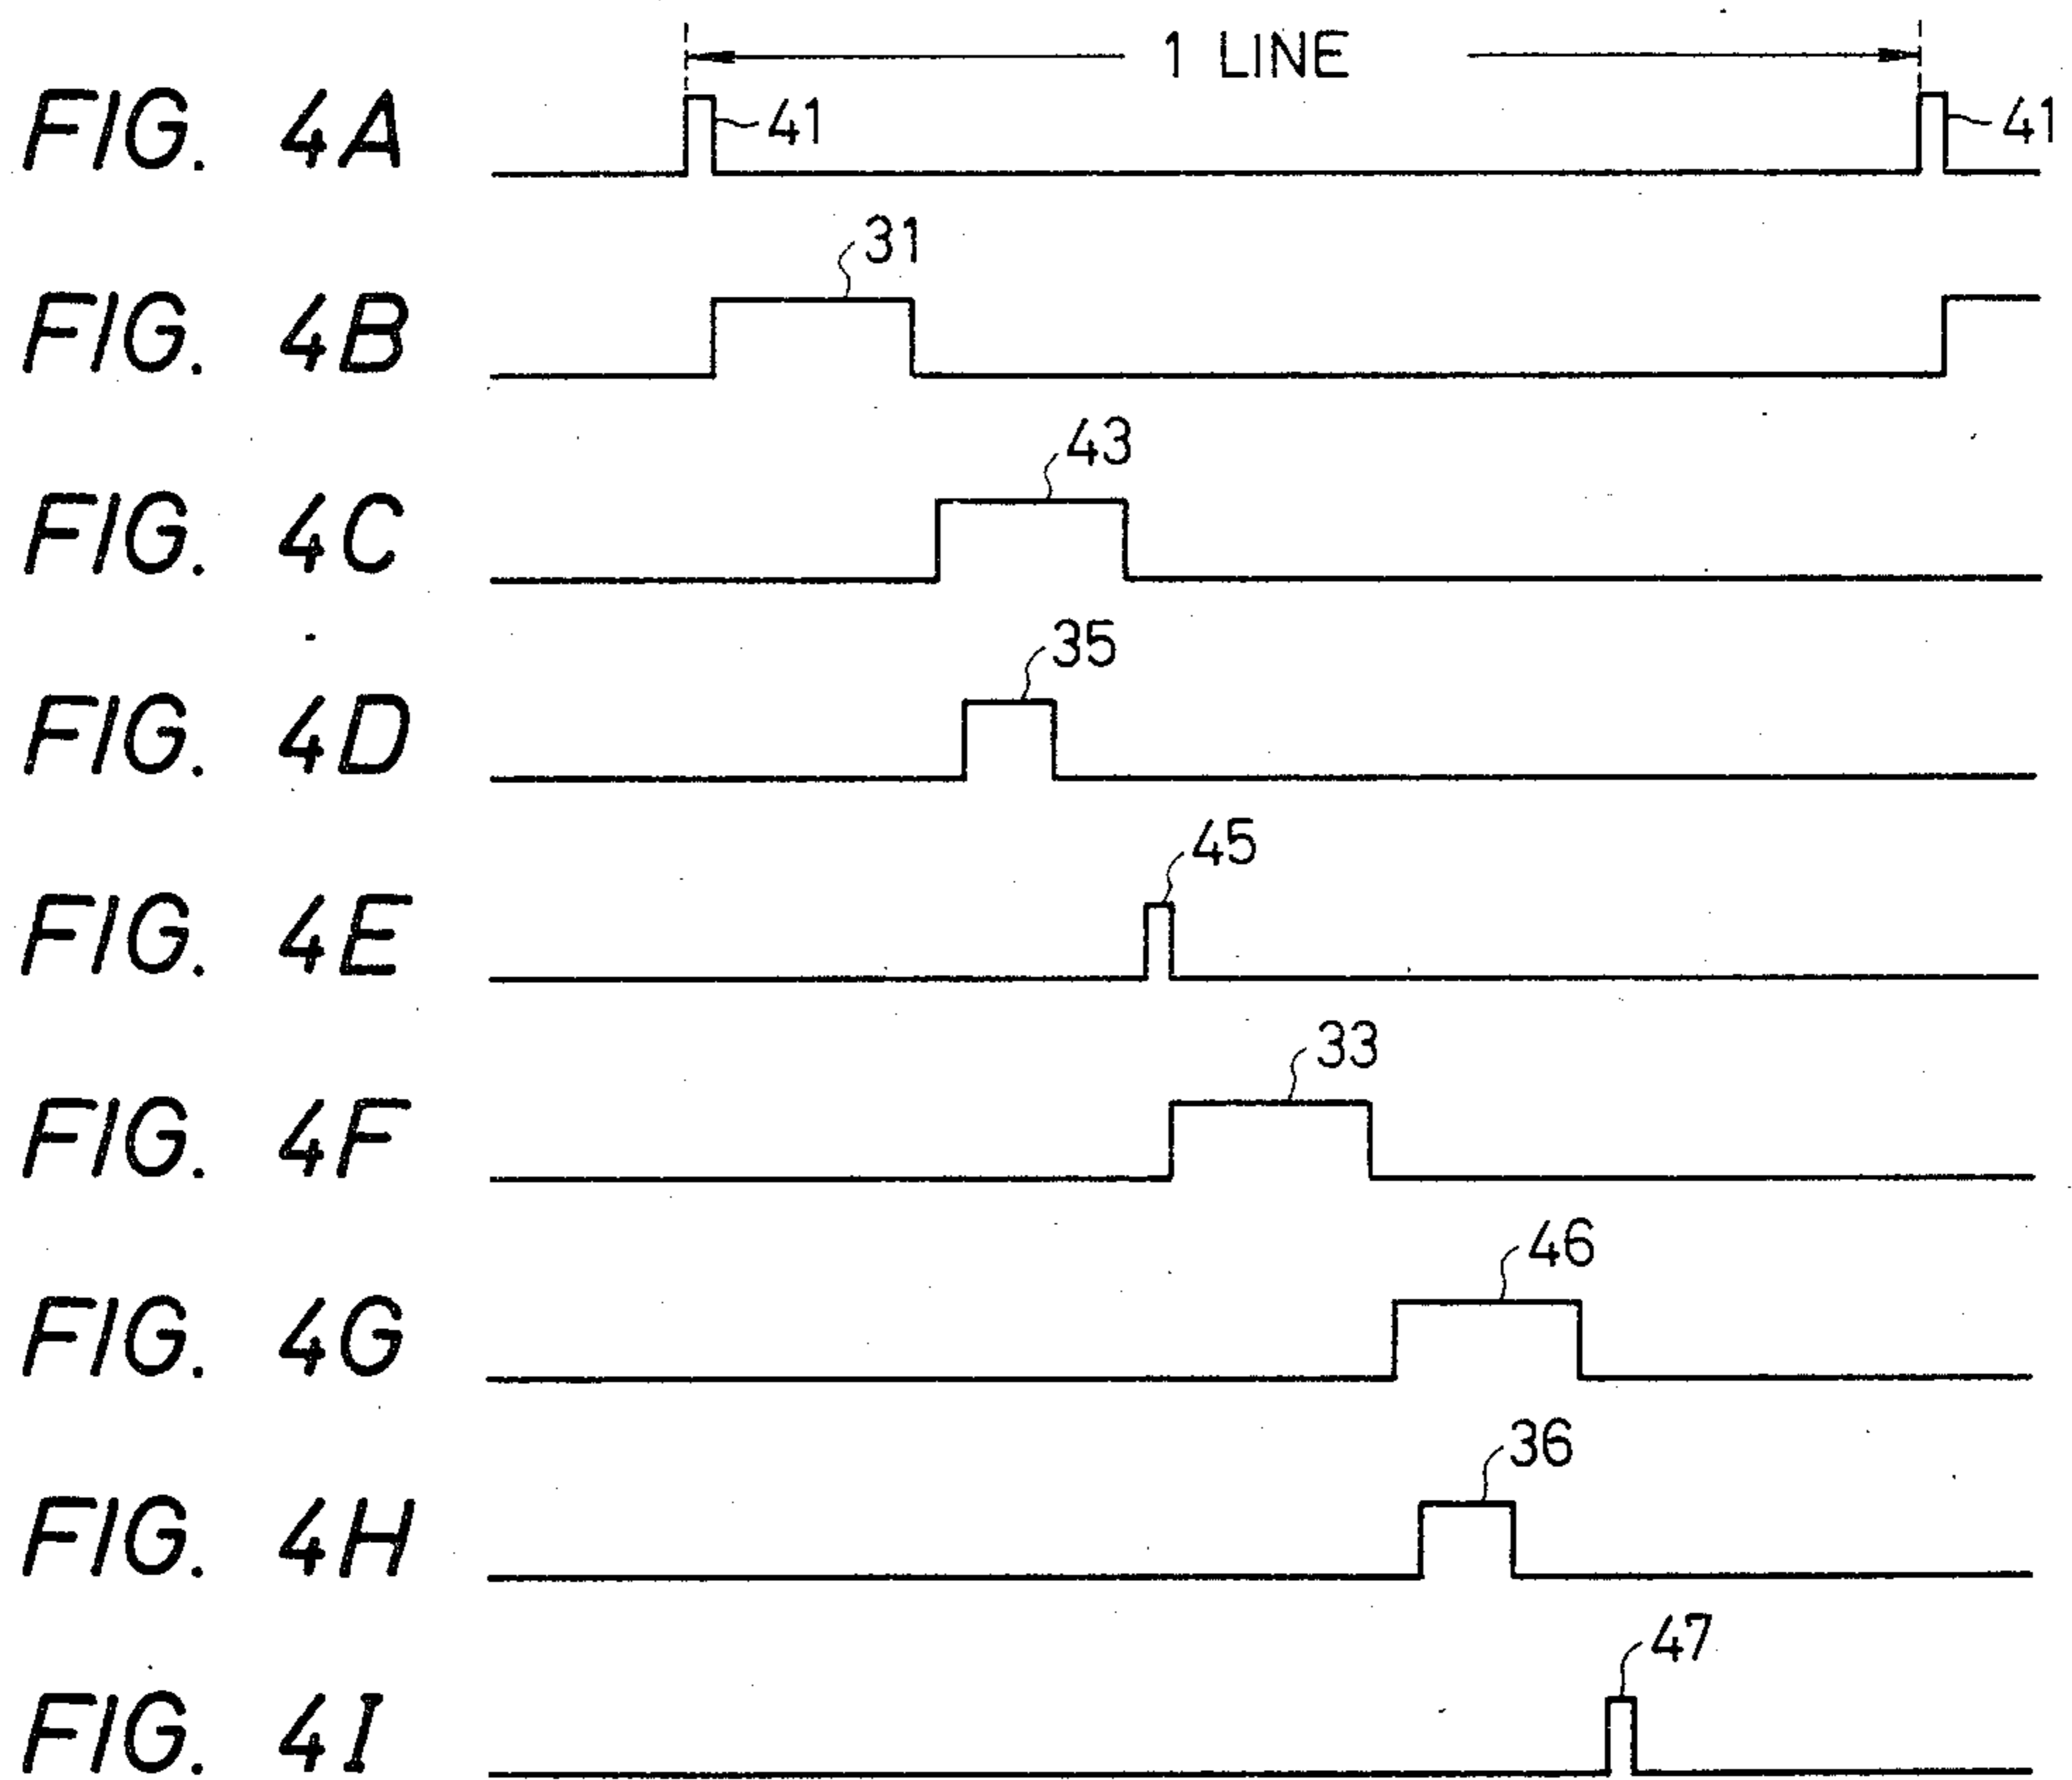 1 LINE
FIG. 4A 41 41
31
FIG. 4B
43
FIG. 4C
35
FIG. 4D
45
FIG. 4E
33
FIG. 4F
46
FIG. 4G
36
FIG. 4H
47
FIG. 4I